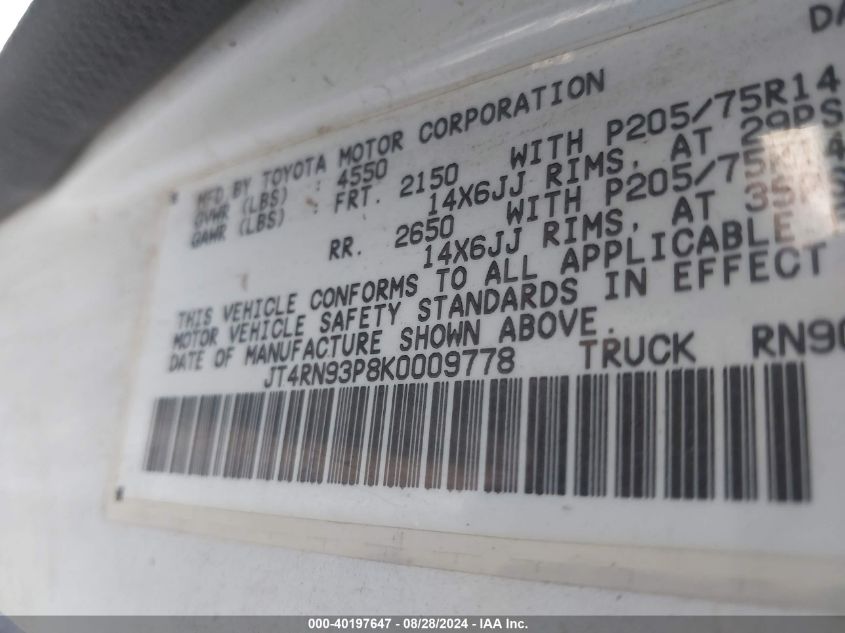 DA
MFD BY TOYOTA MOTOR CORPORATION
GVWR (LBS) : 4550
GAWR (LBS) : FRT. 2150 WITH P205/75R14
14X6JJ RIMS, AT 29PS
RR. 2650 WITH P205/75R14
14X6JJ RIMS, AT 35PS
THIS VEHICLE CONFORMS TO ALL APPLICABLE
MOTOR VEHICLE SAFETY STANDARDS IN EFFECT
DATE OF MANUFACTURE SHOWN ABOVE.
JT4RN93P8K0009778 TRUCK RN90
000-40197647 / 08/28/2024 - IAA Inc.